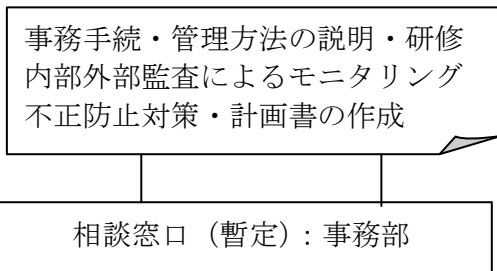 事務手続・管理方法の説明・研修
内部外部監査によるモニタリング
不正防止対策・計画書の作成
相談窓口（暫定）：事務部